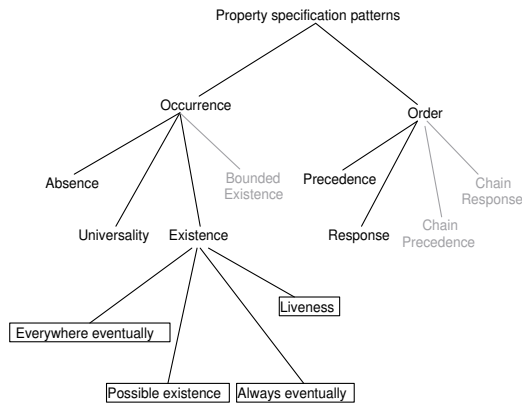 Property specification patterns
Occurrence
Order
Absence
Bounded
Existence
Precedence
Chain
Response
Universality
Existence
Response
Chain
Precedence
Liveness
Everywhere eventually
Possible existence
Always eventually